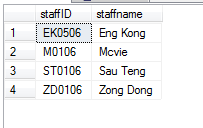 staffID staffname
1 EK0506 Eng Kong
2 M0106 Mcvie
3 ST0106 Sau Teng
4 ZD0106 Zong Dong